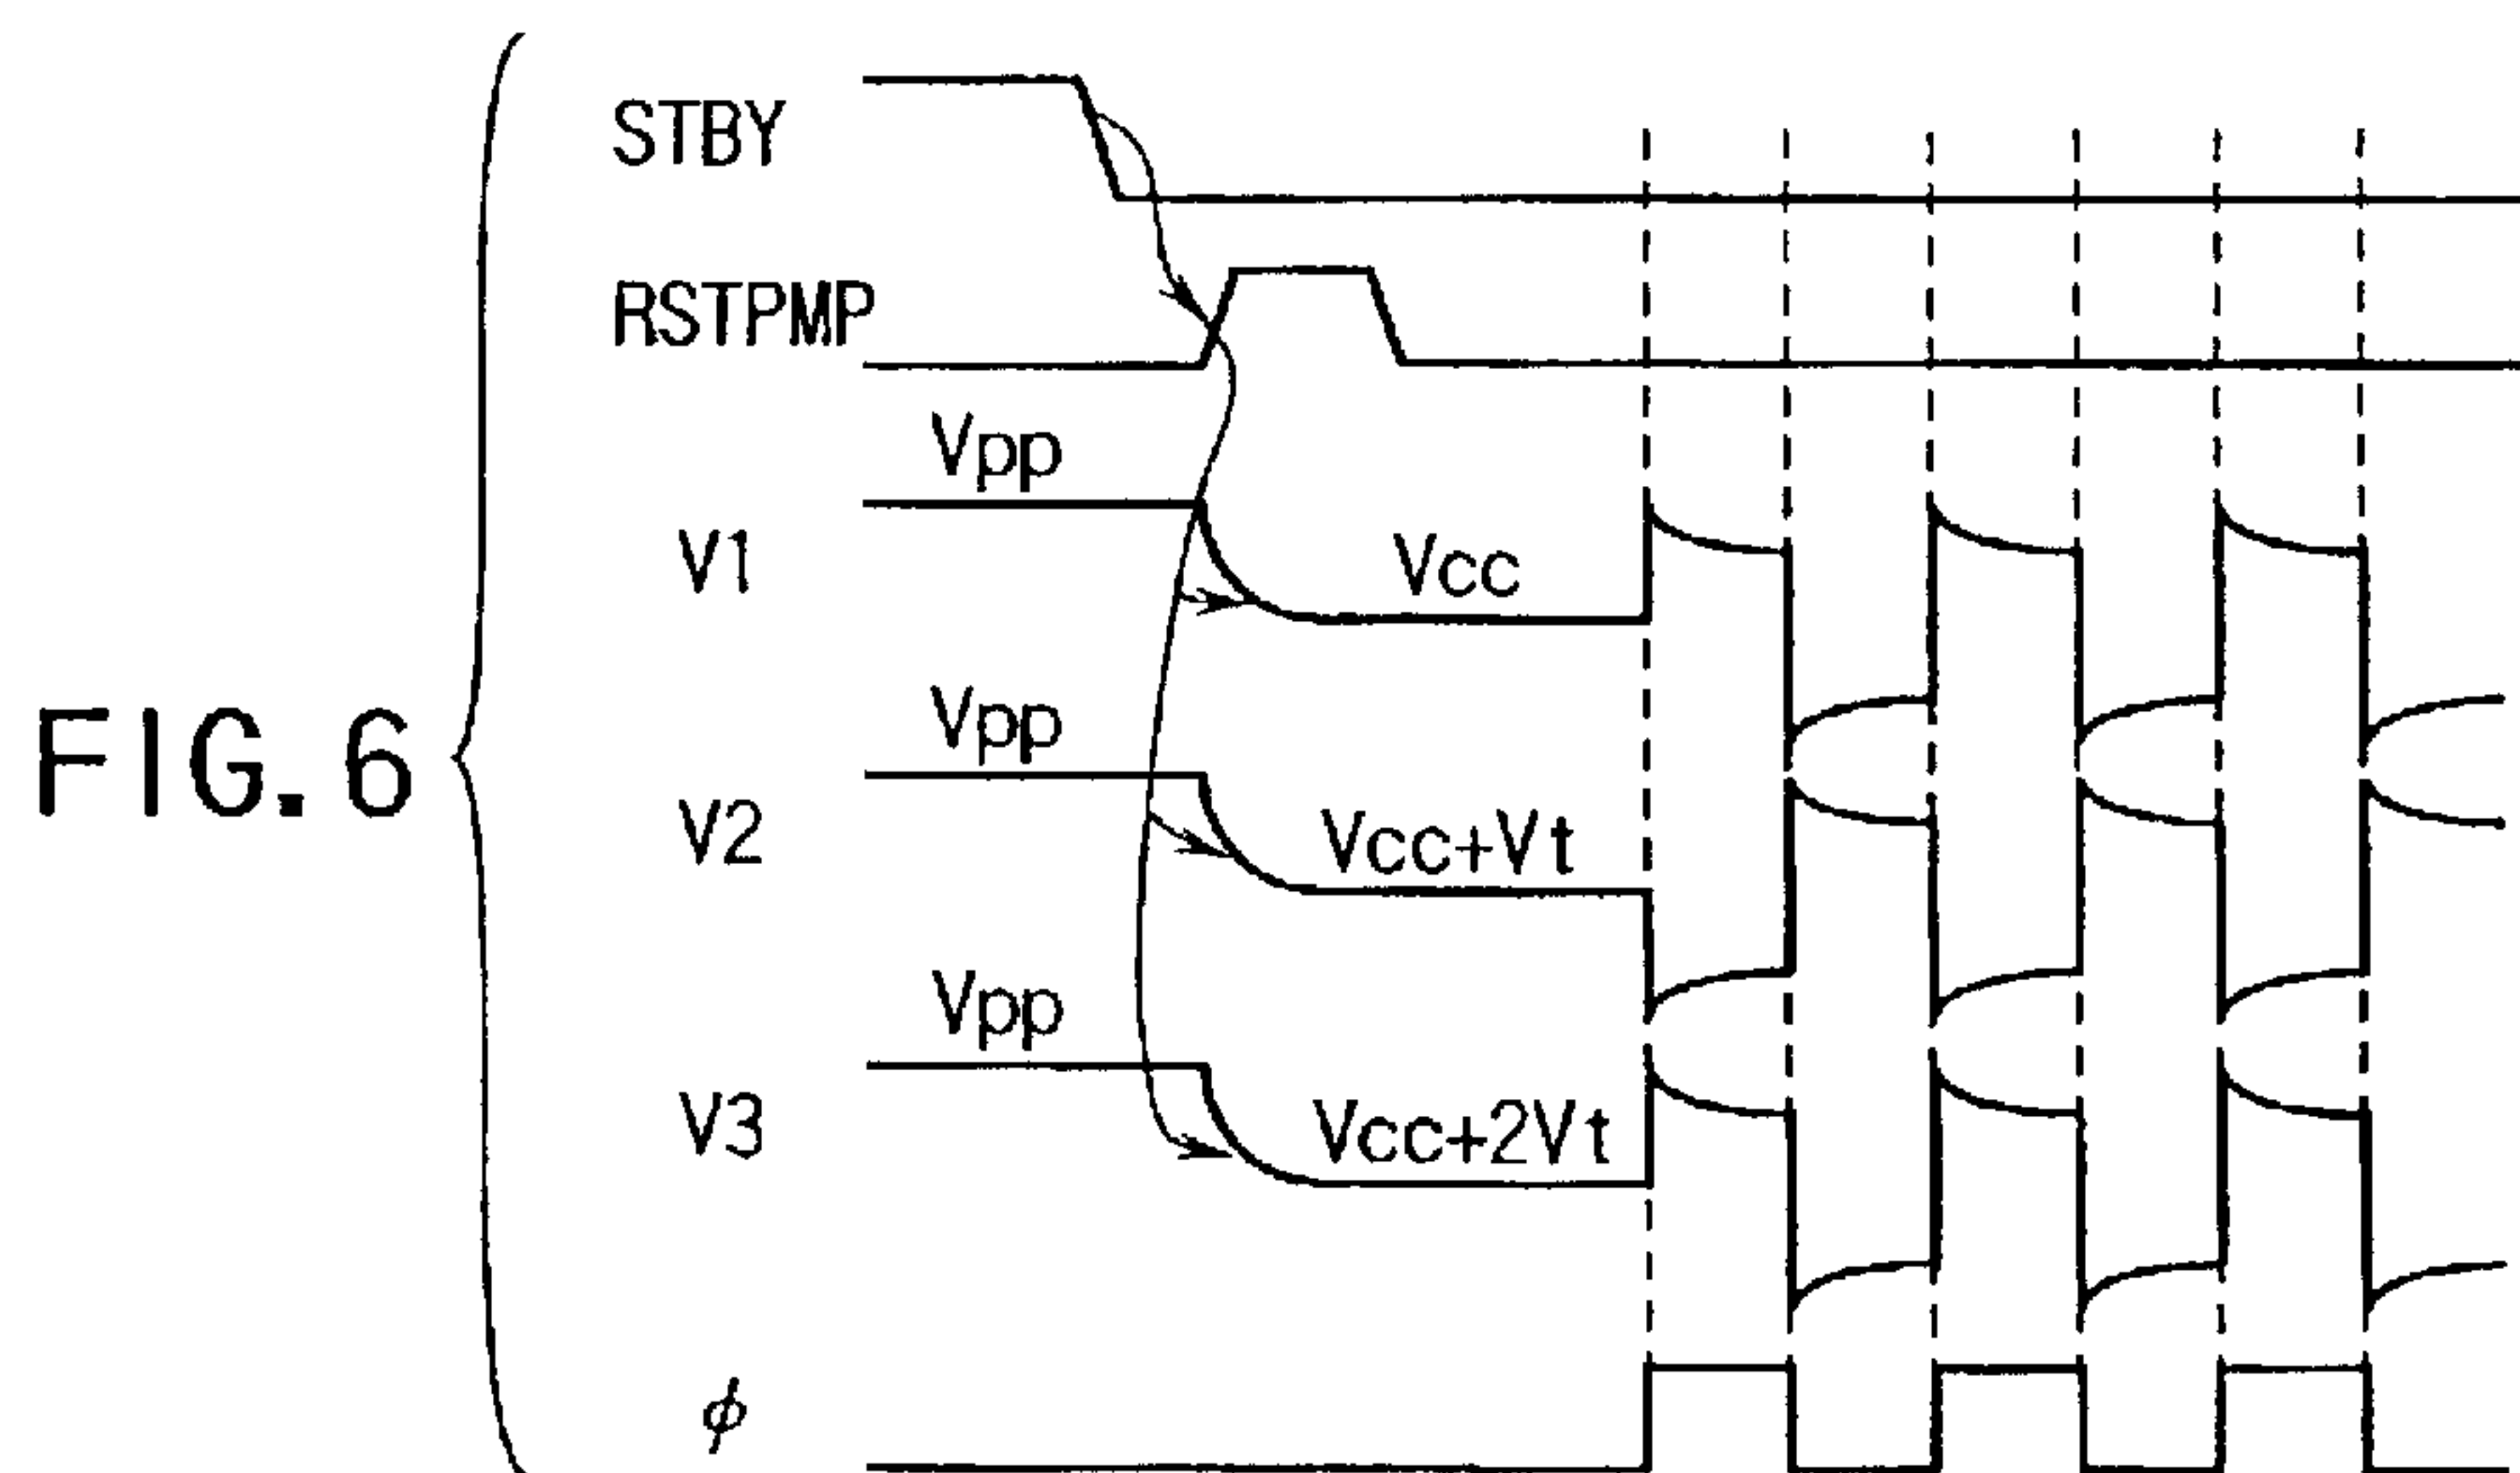 FIG. 6
STBY
RSTPMP
Vpp
V1
Vcc
Vpp
V2
Vcc+Vt
Vpp
V3
Vcc+2Vt
ϕ